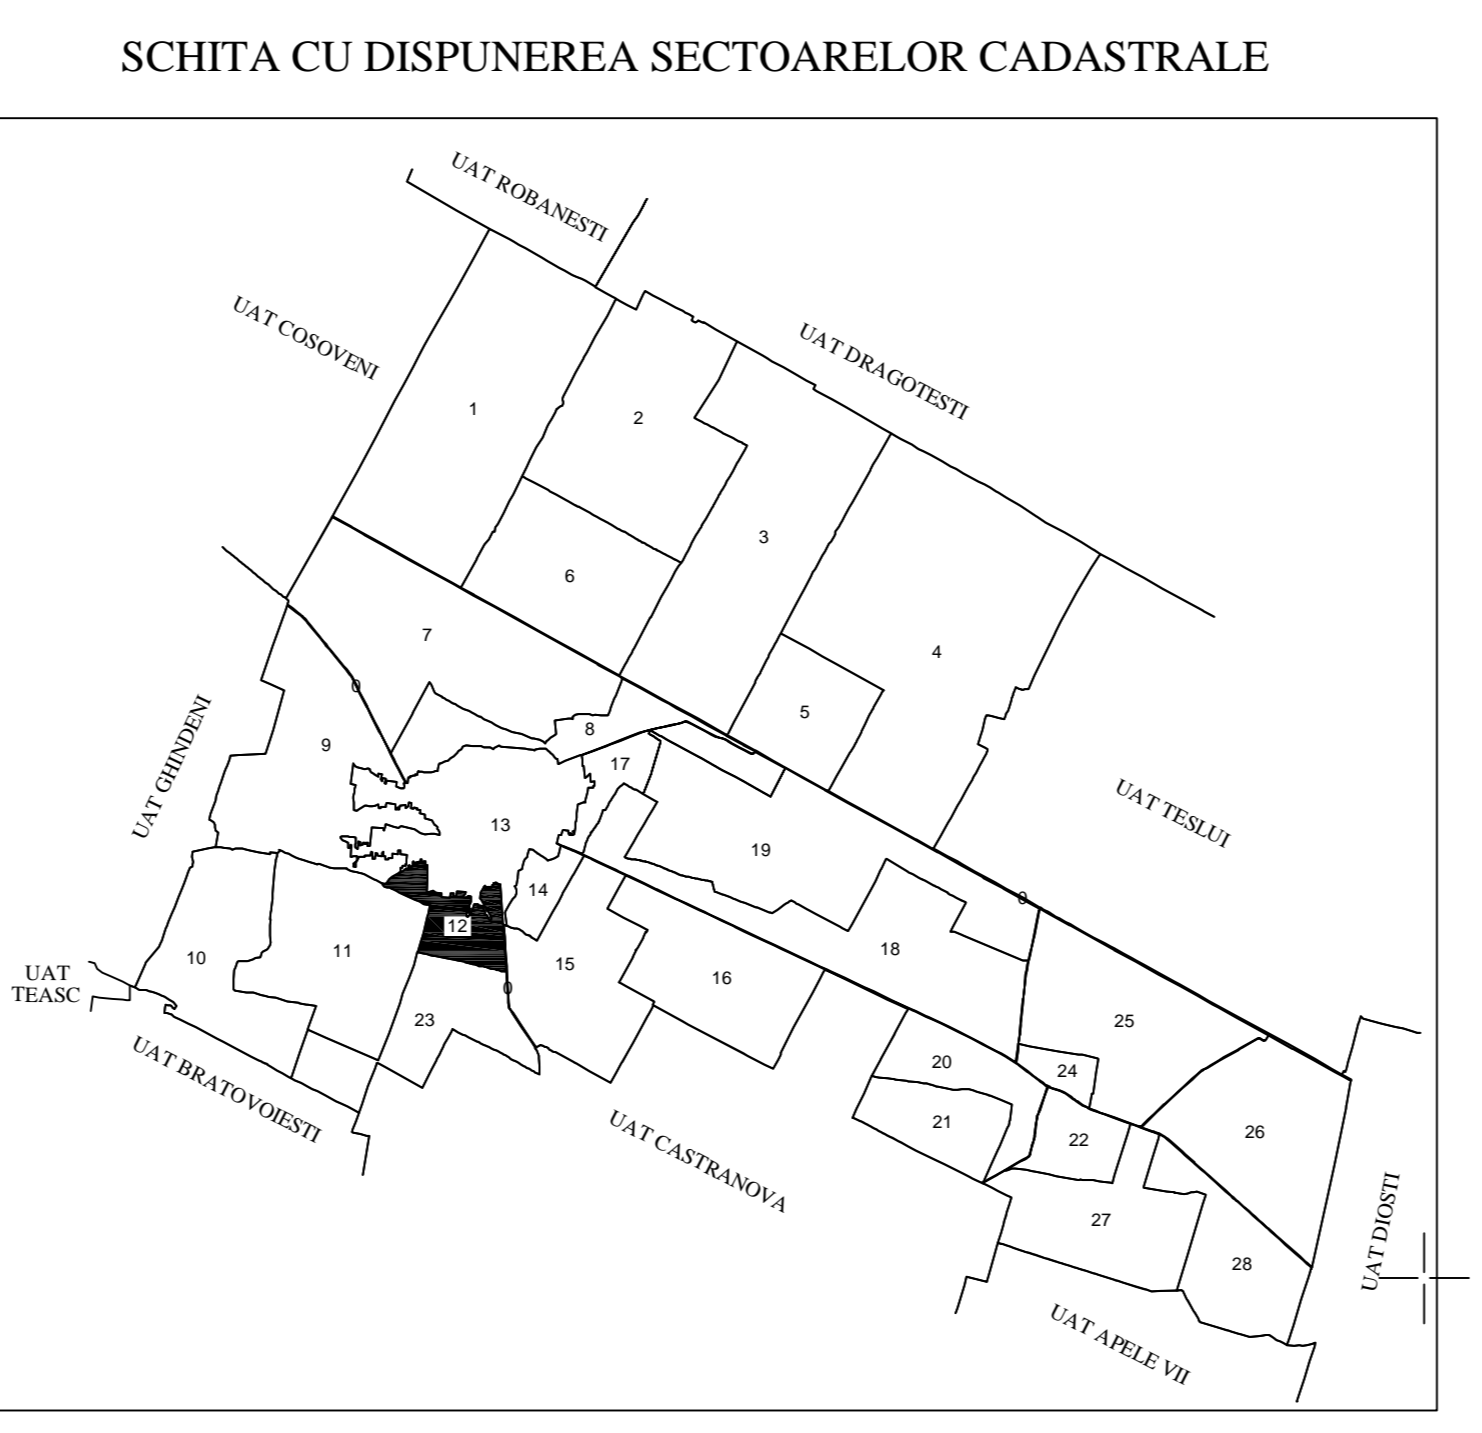 SCHITA CU DISPUNEREA SECTOARELOR CADASTRALE
UAT ROBANESTI
UAT COSOVENI
UAT DRAGOTESTI
1
2
3
6
7
4
0
5
8
9
17
UAT GHINDENI
UAT TESLUI
13
19
14
0
12
18
11
10
15
16
UAT
TEASC
0
23
25
20
24
UAT BRATOVOIESTI
21
22
26
UAT CASTRANOVA
27
UAT DIOSTI
28
UAT APELE VII